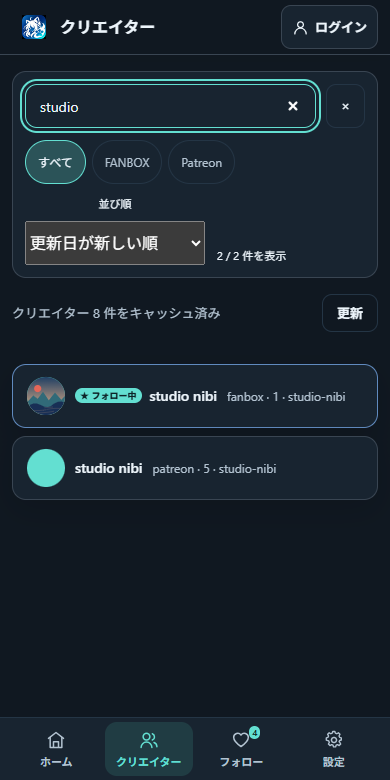 クリエイター
ログイン
studio
すべて FANBOX Patreon
並び順
更新日が新しい順
2 / 2 件を表示
クリエイター 8 件をキャッシュ済み
更新
★ フォロー中 studio nibi fanbox · 1 · studio-nibi
studio nibi patreon · 5 · studio-nibi
4
ホーム クリエイター フォロー 設定